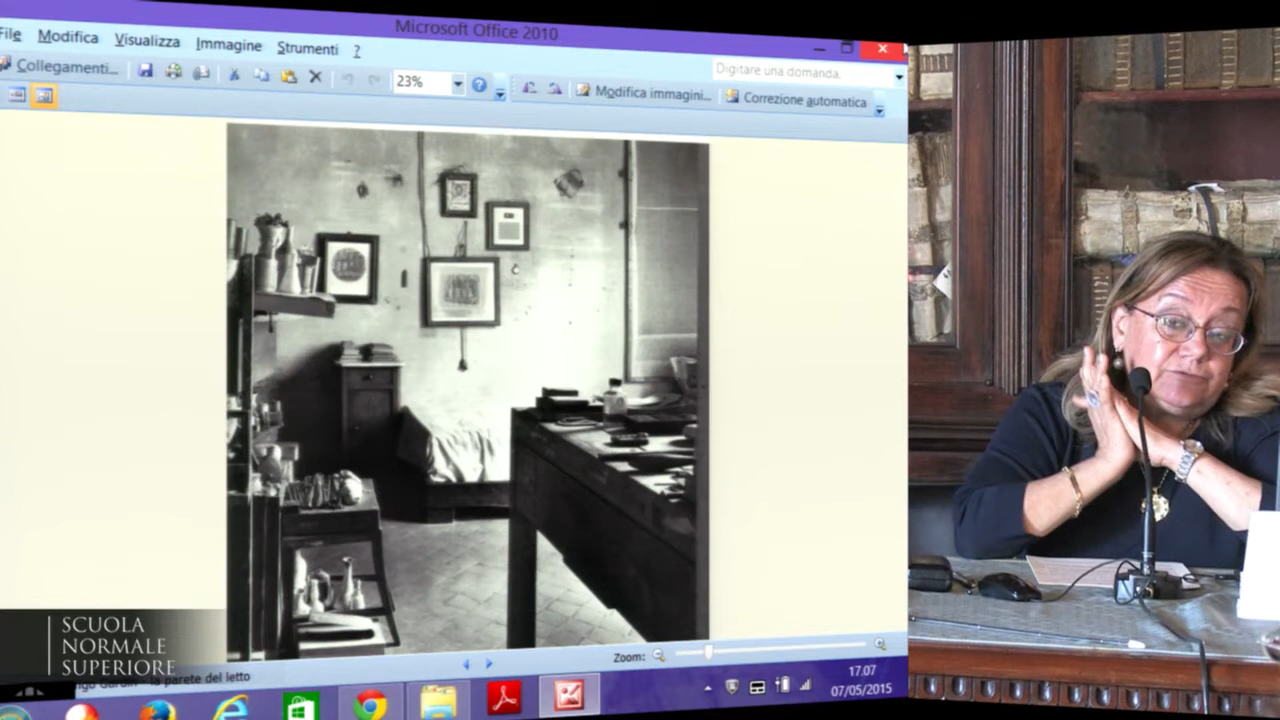 Microsoft Office 2010
File Modifica Visualizza Immagine Strumenti ?
Digitare una domanda.
Collegamenti... 23% Modifica immagini... Correzione automatica
SCUOLA
NORMALE
SUPERIORE
Zoom:
la parete del letto
17.07
07/05/2015